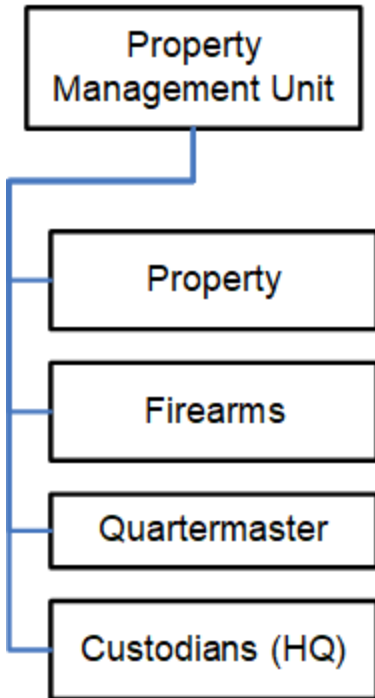 Property
Management Unit
Property
Firearms
Quartermaster
Custodians (HQ)